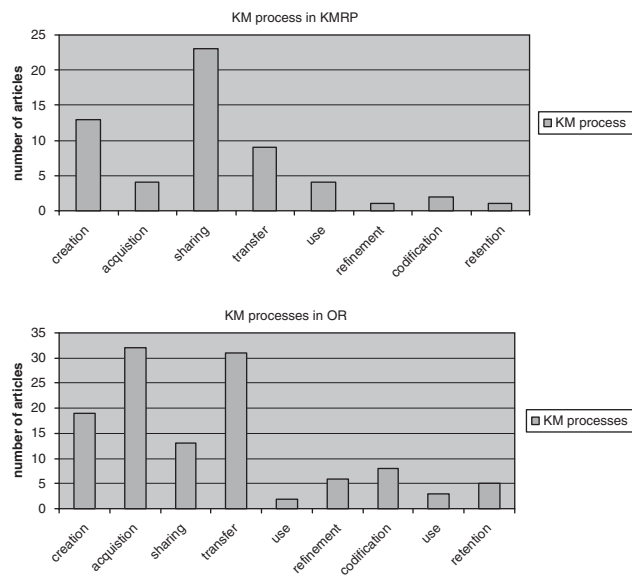 KM process in KMRP
number of articles
25
20
15
10
5
0
creation
acquistion
sharing
transfer
use
refinement
codification
retention
KM process
KM processes in OR
number of articles
35
30
25
20
15
10
5
0
creation
acquistion
sharing
transfer
use
refinement
codification
use
retention
KM processes